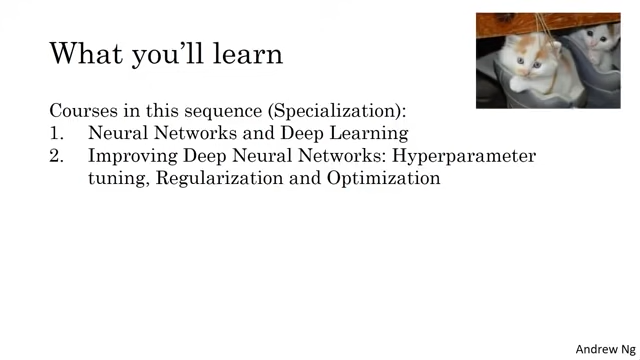 What you’ll learn
Courses in this sequence (Specialization):
1. Neural Networks and Deep Learning
2. Improving Deep Neural Networks: Hyperparameter
tuning, Regularization and Optimization
Andrew Ng